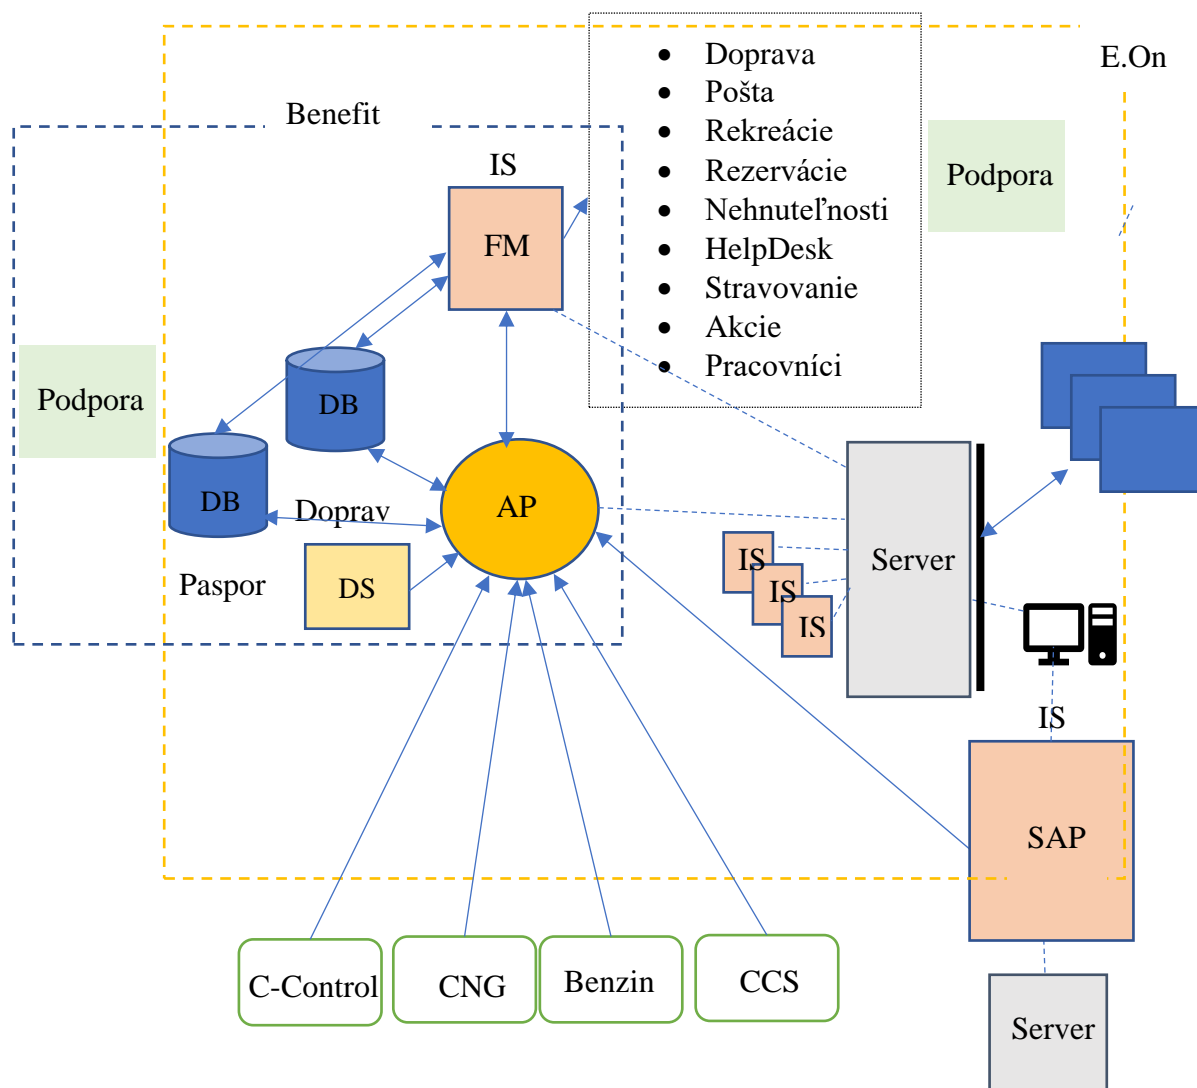 E.On
Benefit
• Doprava
• Pošta
• Rekreácie
• Rezervácie
• Nehnuteľnosti
• HelpDesk
• Stravovanie
• Akcie
• Pracovníci
Podpora
IS
FM
Podpora
DB
DB
Doprav
AP
Paspor
DS
IS
IS
IS
Server
IS
SAP
C-Control
CNG
Benzin
CCS
Server